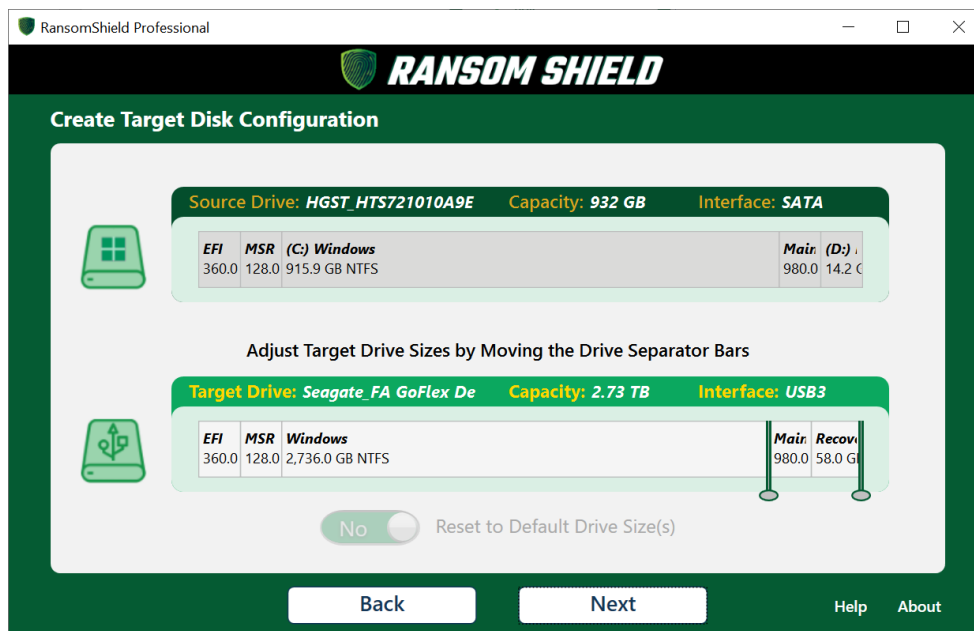 RansomShield Professional
RANSOM SHIELD
Create Target Disk Configuration
Source Drive: HGST_HTS721010A9E Capacity: 932 GB Interface: SATA
EFI MSR (C:) Windows Main (D:)
360.0 128.0 915.9 GB NTFS 980.0 14.2
Adjust Target Drive Sizes by Moving the Drive Separator Bars
Target Drive: Seagate_FA GoFlex De Capacity: 2.73 TB Interface: USB3
EFI MSR Windows Main Recov
360.0 128.0 2,736.0 GB NTFS 980.0 58.0 G
No Reset to Default Drive Size(s)
Back Next Help About